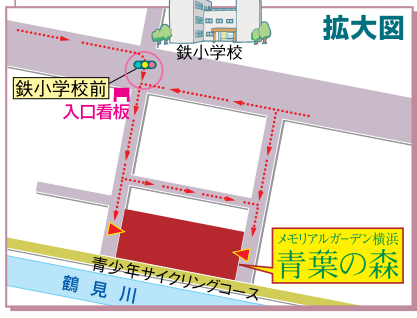 拡大図
鉄小学校
鉄小学校前
入口看板
メモリアルガーデン横浜
青葉の森
青少年サイクリングコース
鶴見川